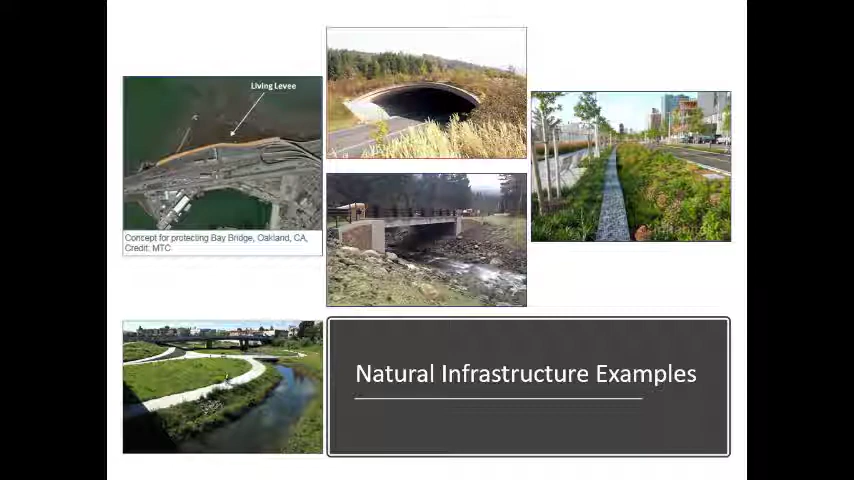 Living Levee
Concept for protecting Bay Bridge, Oakland, CA,
Credit: MTC
Natural Infrastructure Examples